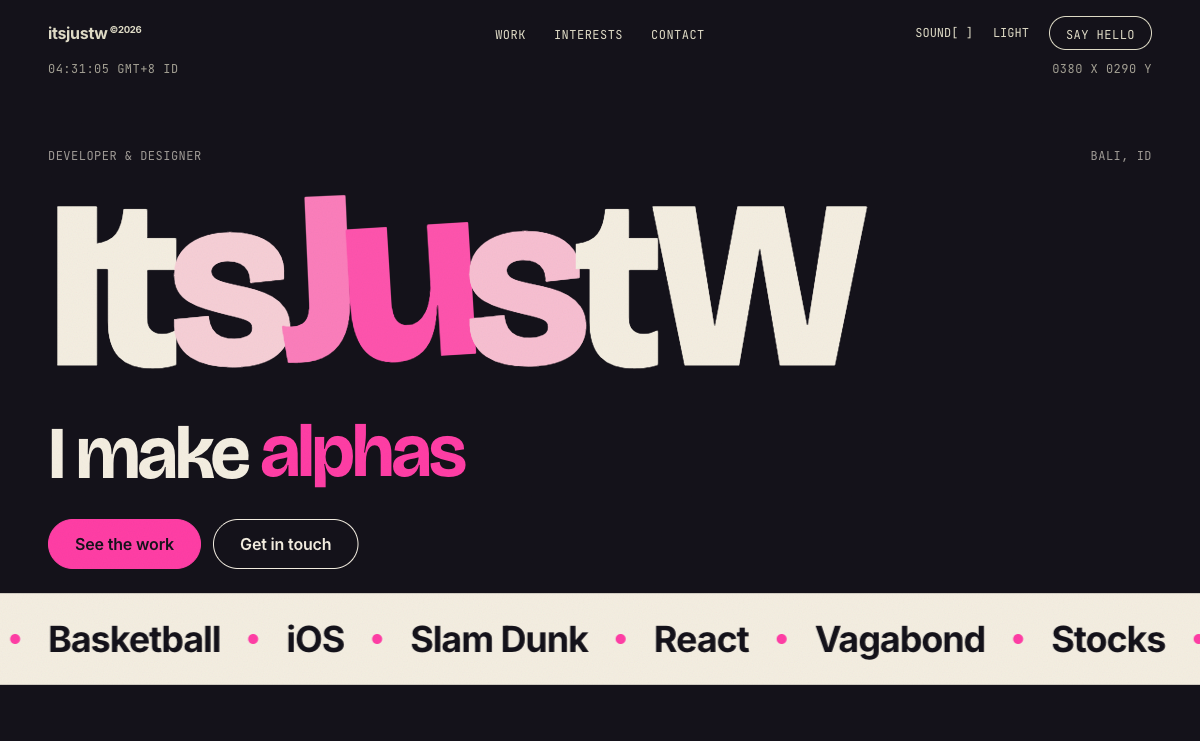 itsjustw ©2026
WORK INTERESTS CONTACT
SOUND[ ] LIGHT SAY HELLO
04:31:05 GMT+8 ID
0380 X 0290 Y
DEVELOPER & DESIGNER
BALI, ID
ItsJustW
I make alphas
See the work
Get in touch
Basketball • iOS • Slam Dunk • React • Vagabond • Stocks